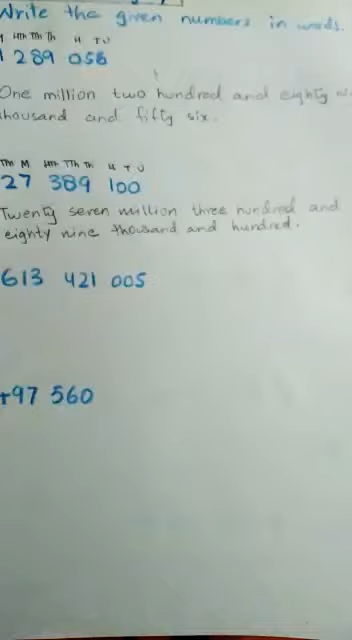 Write the given numbers in words.
M HTh TTh Th H T U
1 289 056
One million two hundred and eighty
thousand and fifty six.
TM M HTh TTh Th H T U
27 389 100
Twenty seven million three hundred and
eighty nine thousand and hundred.
613 421 005
97 560